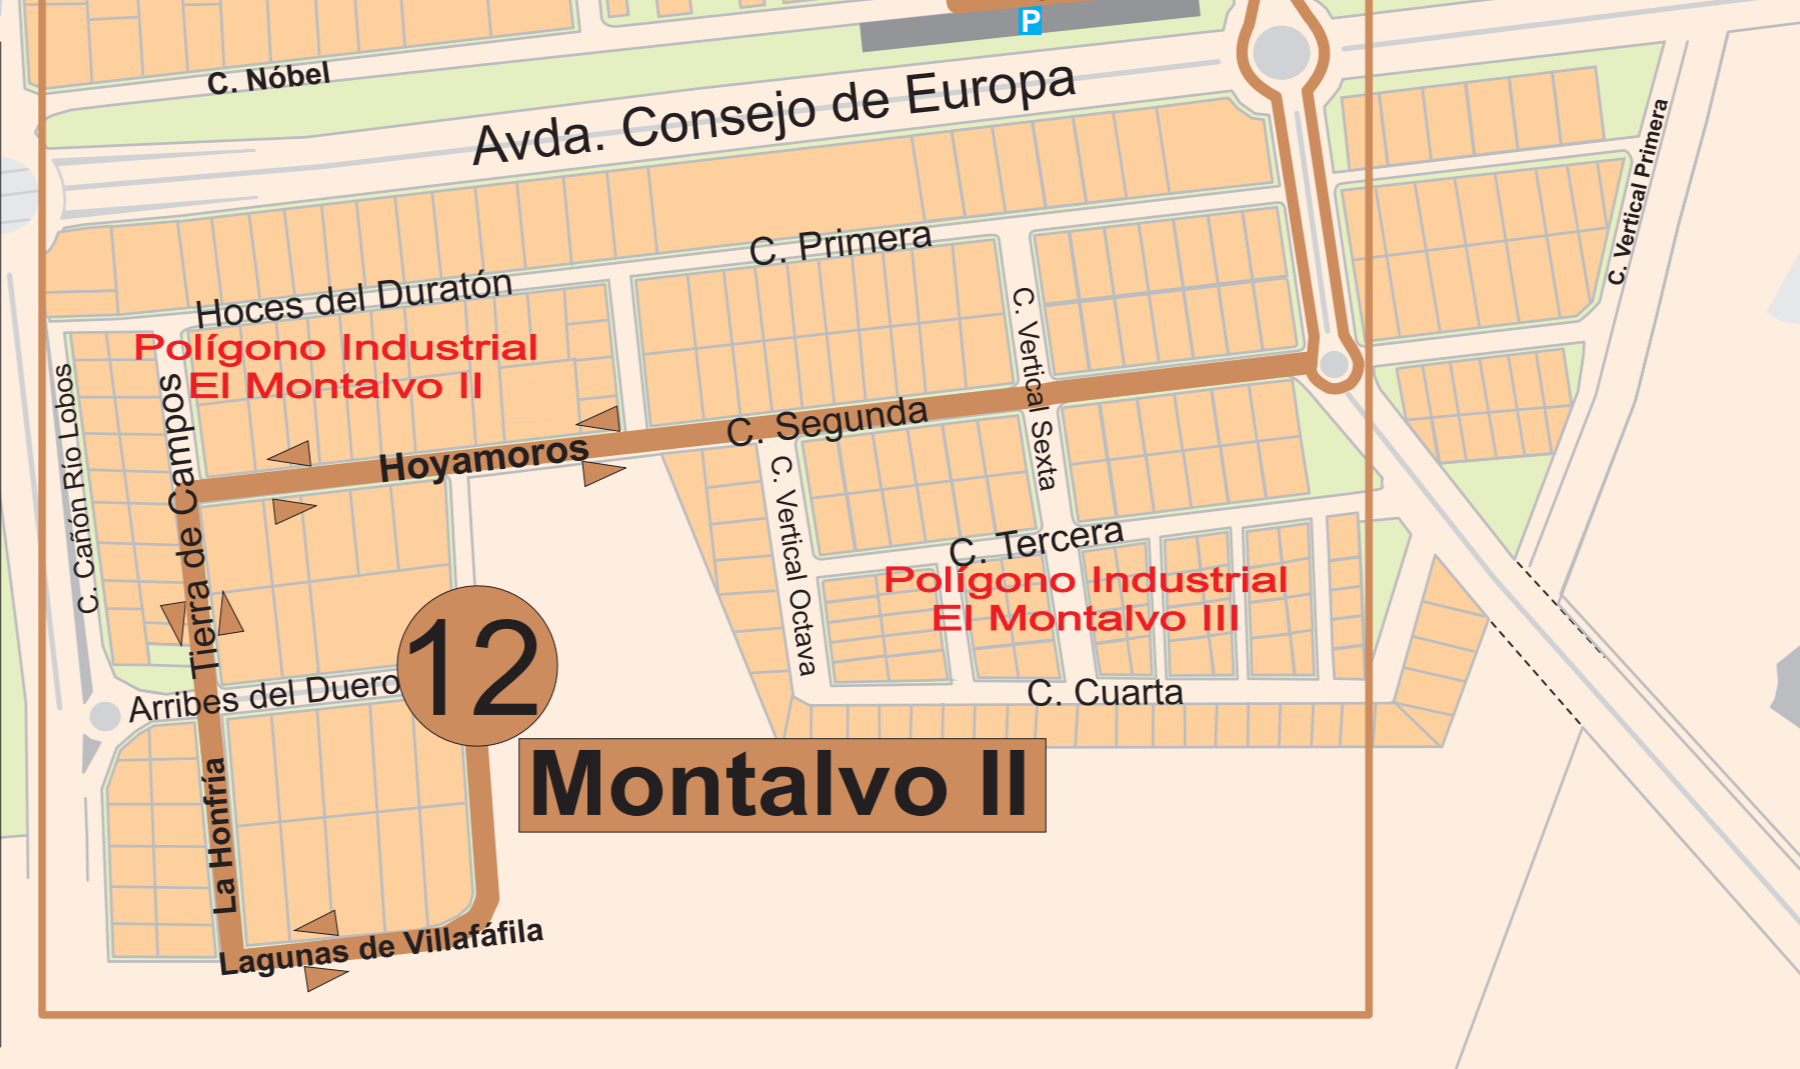 P
C. Nóbel
Avda. Consejo de Europa
C. Vertical Primera
C. Primera
Hoces del Duratón
Polígono Industrial
El Montalvo II
C. Cañón Río Lobos
Tierra de Campos
C. Vertical Sexta
C. Segunda
Hoyamoros
C. Vertical Octava
C. Tercera
Polígono Industrial
El Montalvo III
12
Arribes del Duero
C. Cuarta
Montalvo II
La Honfría
Lagunas de Villafáfila